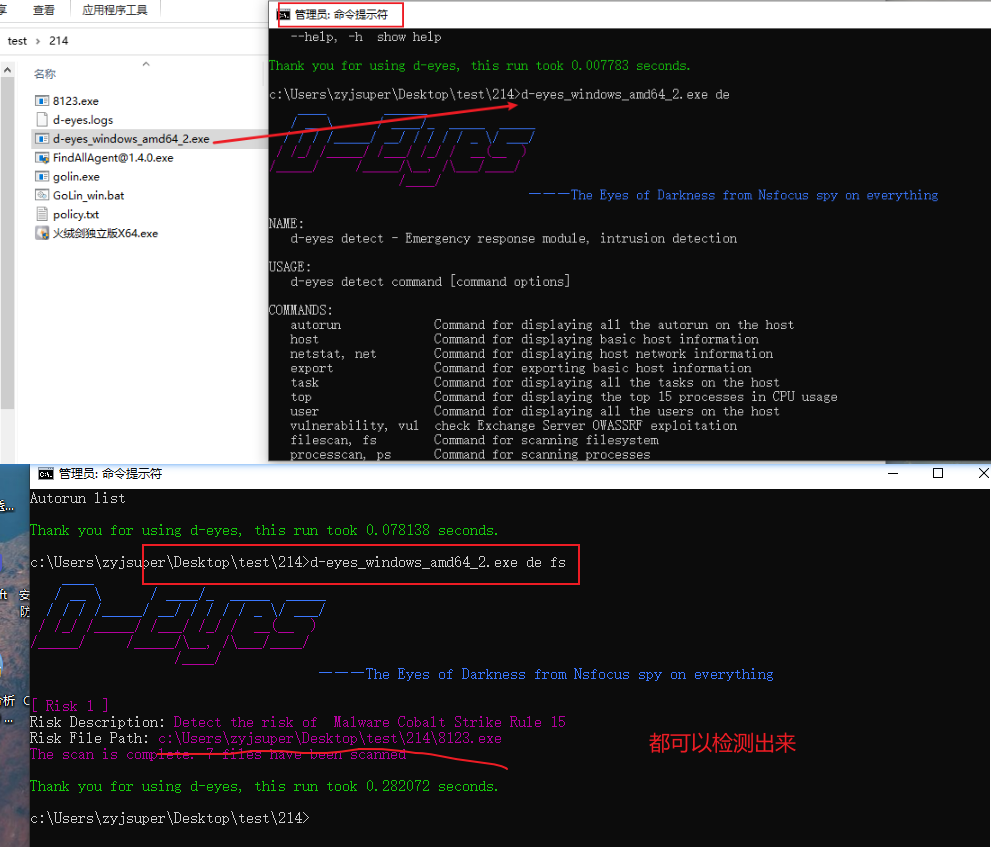 享 查看 应用程序工具
test › 214
名称
8123.exe
d-eyes.logs
d-eyes_windows_amd64_2.exe
FindAllAgent@1.4.0.exe
golin.exe
GoLin_win.bat
policy.txt
火绒剑独立版X64.exe
管理员: 命令提示符
--help, -h  show help
Thank you for using d-eyes, this run took 0.007783 seconds.
c:\Users\zyjsuper\Desktop\test\214>d-eyes_windows_amd64_2.exe de
D-Eyes
———The Eyes of Darkness from Nsfocus spy on everything
NAME:
d-eyes detect - Emergency response module, intrusion detection
USAGE:
d-eyes detect command [command options]
COMMANDS:
autorun Command for displaying all the autorun on the host
host Command for displaying basic host information
netstat, net Command for displaying host network information
export Command for exporting basic host information
task Command for displaying all the tasks on the host
top Command for displaying the top 15 processes in CPU usage
user Command for displaying all the users on the host
vulnerability, vul check Exchange Server OWASSRF exploitation
filescan, fs Command for scanning filesystem
processcan, ps Command for scanning processes
管理员: 命令提示符
Autorun list
Thank you for using d-eyes, this run took 0.078138 seconds.
c:\Users\zyjsuper\Desktop\test\214>d-eyes_windows_amd64_2.exe de fs
D-Eyes
———The Eyes of Darkness from Nsfocus spy on everything
[ Risk 1 ]
Risk Description: Detect the risk of  Malware Cobalt Strike Rule 15
Risk File Path: c:\Users\zyjsuper\Desktop\test\214\8123.exe
The scan is complete. 7 files have been scanned
都可以检测出来
Thank you for using d-eyes, this run took 0.282072 seconds.
c:\Users\zyjsuper\Desktop\test\214>
ft 安
防
析